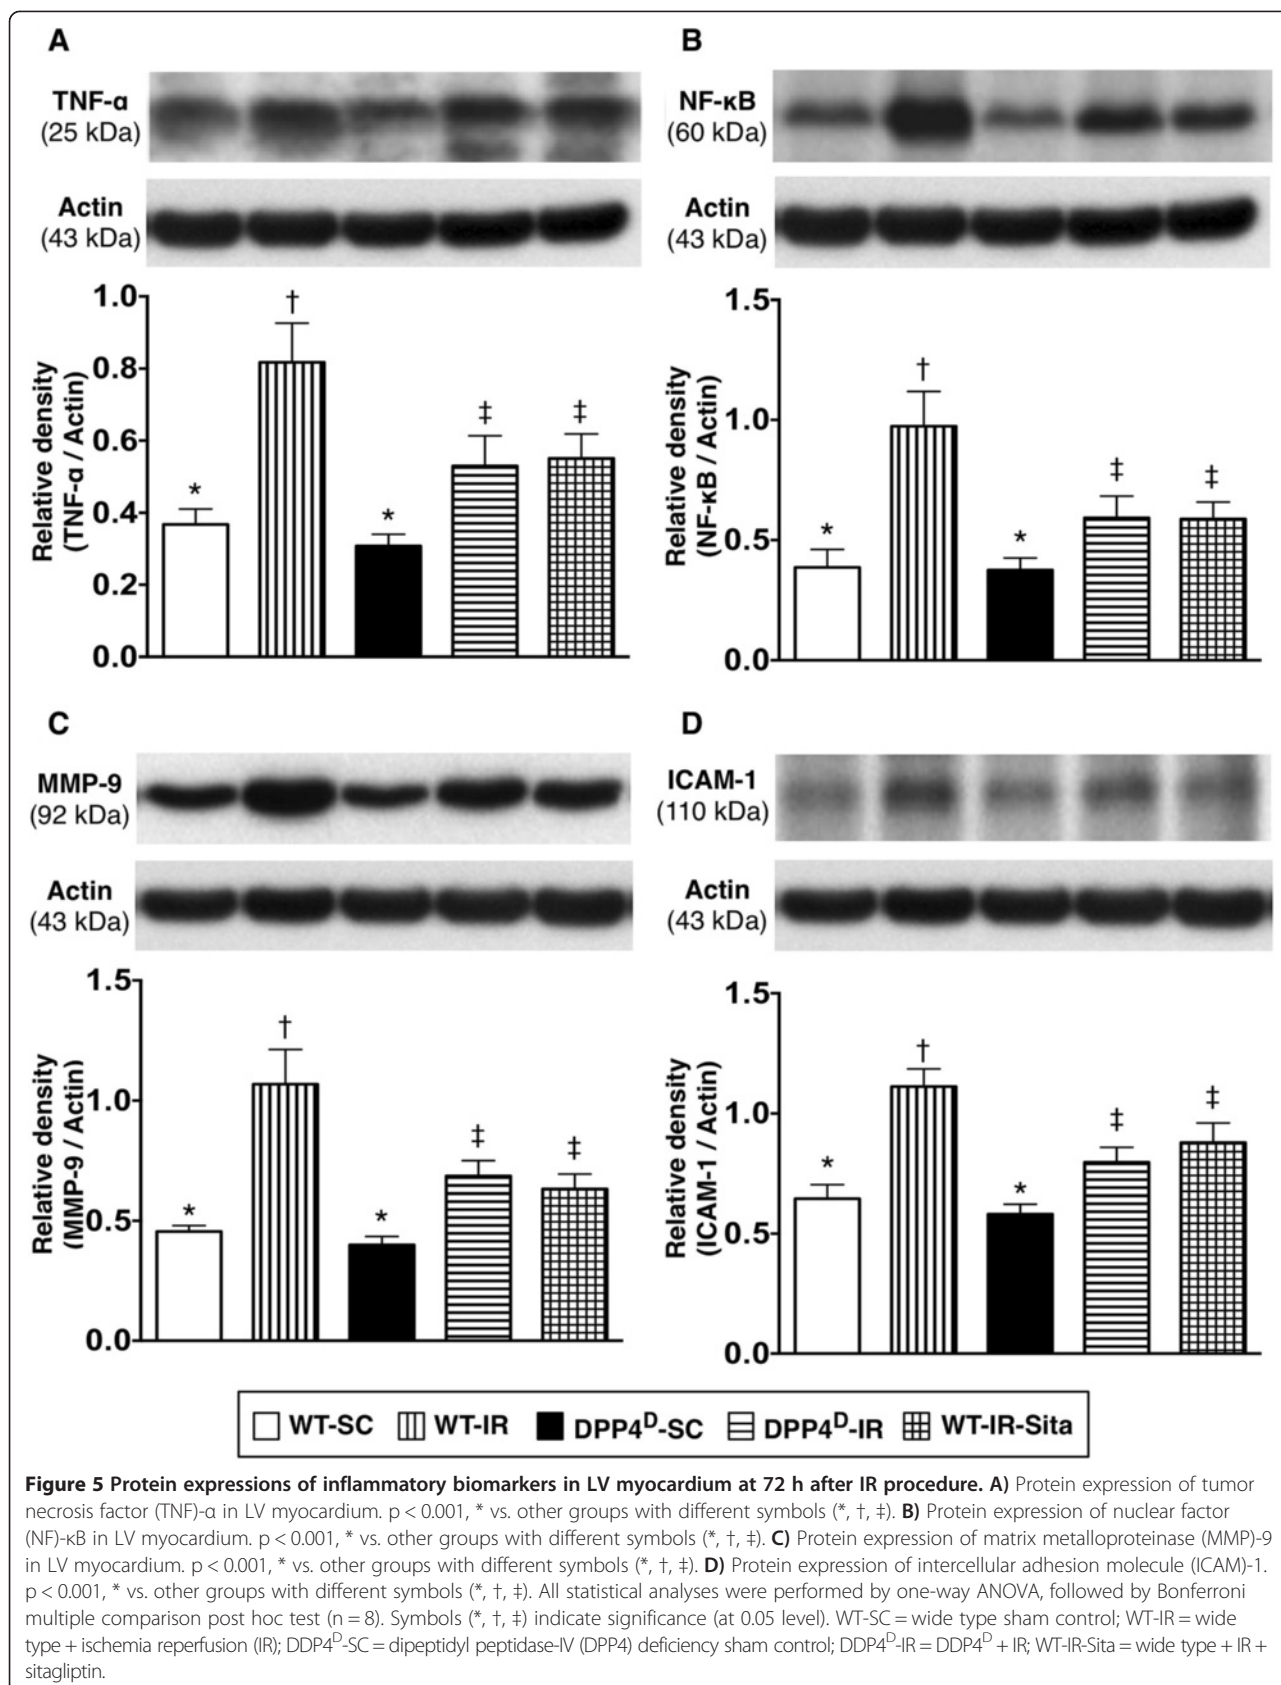 A
TNF-α
(25 kDa)
Actin
(43 kDa)
Relative density
(TNF-α / Actin)
1.0
0.8
0.6
0.4
0.2
0.0
*
†
*
‡
‡
B
NF-κB
(60 kDa)
Actin
(43 kDa)
Relative density
(NF-κB / Actin)
1.5
1.0
0.5
0.0
*
†
*
‡
‡
C
MMP-9
(92 kDa)
Actin
(43 kDa)
Relative density
(MMP-9 / Actin)
1.5
1.0
0.5
0.0
*
†
*
‡
‡
D
ICAM-1
(110 kDa)
Actin
(43 kDa)
Relative density
(ICAM-1 / Actin)
1.5
1.0
0.5
0.0
*
†
*
‡
‡
WT-SC WT-IR DPP4ᴰ-SC DPP4ᴰ-IR WT-IR-Sita
Figure 5 Protein expressions of inflammatory biomarkers in LV myocardium at 72 h after IR procedure. A) Protein expression of tumor
necrosis factor (TNF)-α in LV myocardium. p < 0.001, * vs. other groups with different symbols (*, †, ‡). B) Protein expression of nuclear factor
(NF)-κB in LV myocardium. p < 0.001, * vs. other groups with different symbols (*, †, ‡). C) Protein expression of matrix metalloproteinase (MMP)-9
in LV myocardium. p < 0.001, * vs. other groups with different symbols (*, †, ‡). D) Protein expression of intercellular adhesion molecule (ICAM)-1.
p < 0.001, * vs. other groups with different symbols (*, †, ‡). All statistical analyses were performed by one-way ANOVA, followed by Bonferroni
multiple comparison post hoc test (n = 8). Symbols (*, †, ‡) indicate significance (at 0.05 level). WT-SC = wide type sham control; WT-IR = wide
type + ischemia reperfusion (IR); DDP4ᴰ-SC = dipeptidyl peptidase-IV (DPP4) deficiency sham control; DDP4ᴰ-IR = DDP4ᴰ + IR; WT-IR-Sita = wide type + IR +
sitagliptin.